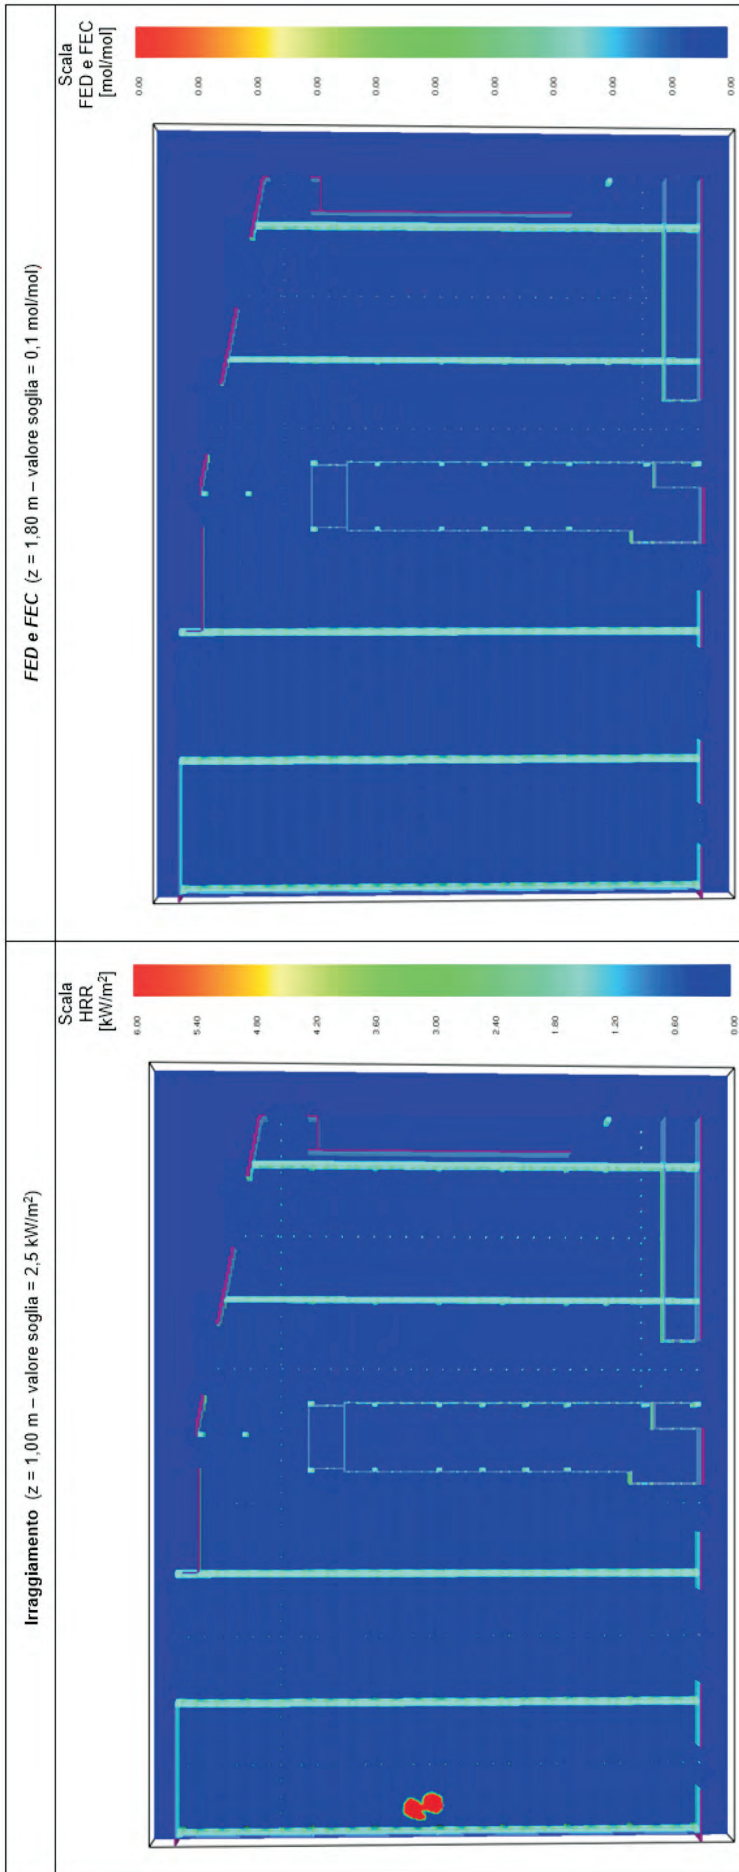 Irraggiamento (z = 1,00 m – valore soglia = 2,5 kW/m²)
Scala
HRR
[kW/m²]
6.00
5.40
4.80
4.20
3.60
3.00
2.40
1.80
1.20
0.60
0.00
FED e FEC (z = 1,80 m – valore soglia = 0,1 mol/mol)
Scala
FED e FEC
[mol/mol]
0.00
0.00
0.00
0.00
0.00
0.00
0.00
0.00
0.00
0.00
0.00